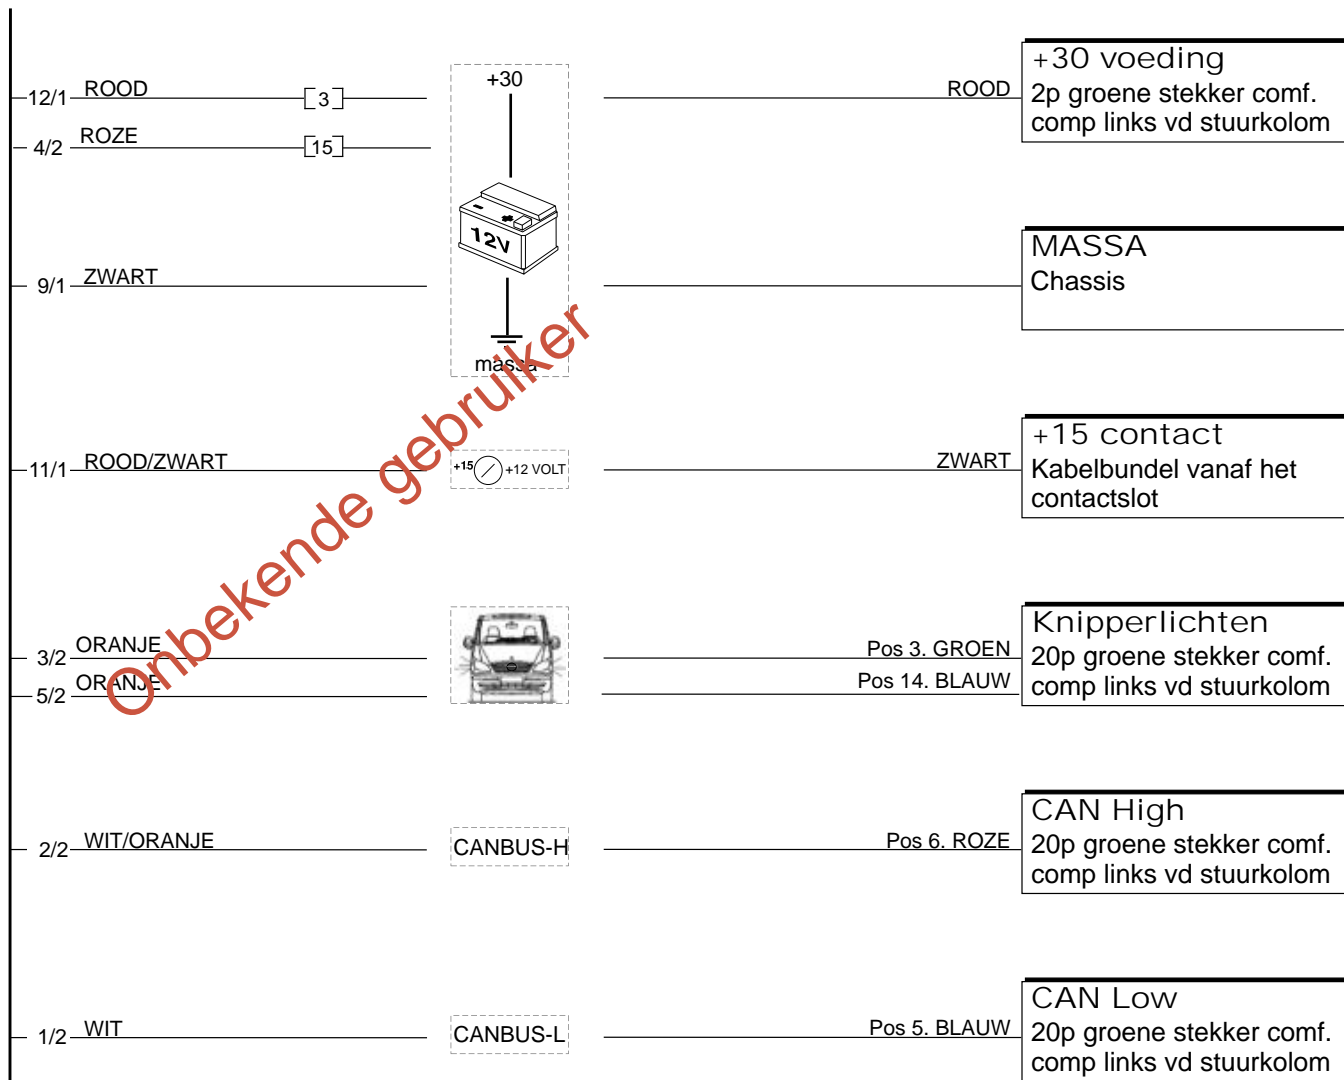 12/1 ROOD [3] +30 ROOD
+30 voeding
2p groene stekker comf.
comp links vd stuurkolom
4/2 ROZE [15]
12V
9/1 ZWART
MASSA
Chassis
massa
11/1 ROOD/ZWART +15 +12 VOLT ZWART
+15 contact
Kabelbundel vanaf het
contactslot
3/2 ORANJE Pos 3. GROEN
5/2 ORANJE Pos 14. BLAUW
Knipperlichten
20p groene stekker comf.
comp links vd stuurkolom
2/2 WIT/ORANJE CANBUS-H Pos 6. ROZE
CAN High
20p groene stekker comf.
comp links vd stuurkolom
1/2 WIT CANBUS-L Pos 5. BLAUW
CAN Low
20p groene stekker comf.
comp links vd stuurkolom
Onbekende gebruiker